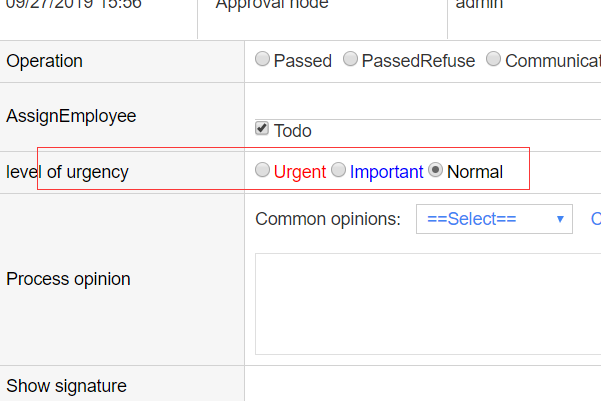 09/27/2019 15:56 Approval node admin
Operation Passed PassedRefuse
AssignEmployee
Todo
level of urgency Urgent Important Normal
Common opinions: ==Select==
Process opinion
Show signature